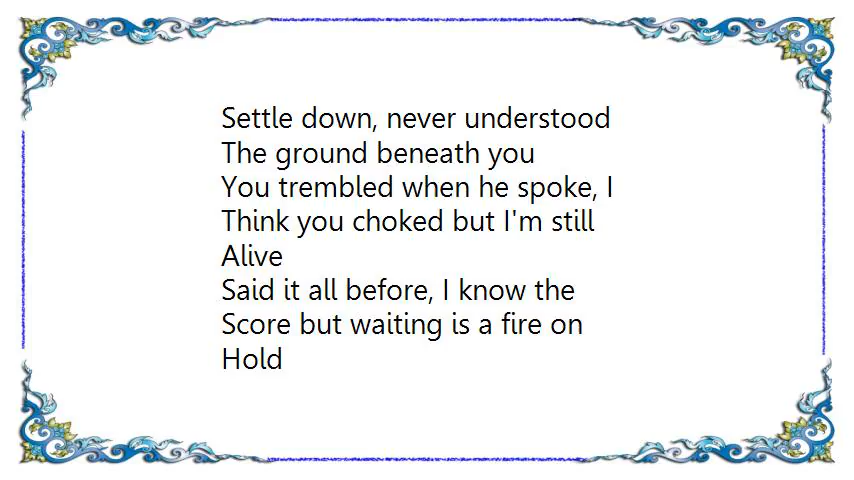 Settle down, never understood
The ground beneath you
You trembled when he spoke, I
Think you choked but I'm still
Alive
Said it all before, I know the
Score but waiting is a fire on
Hold